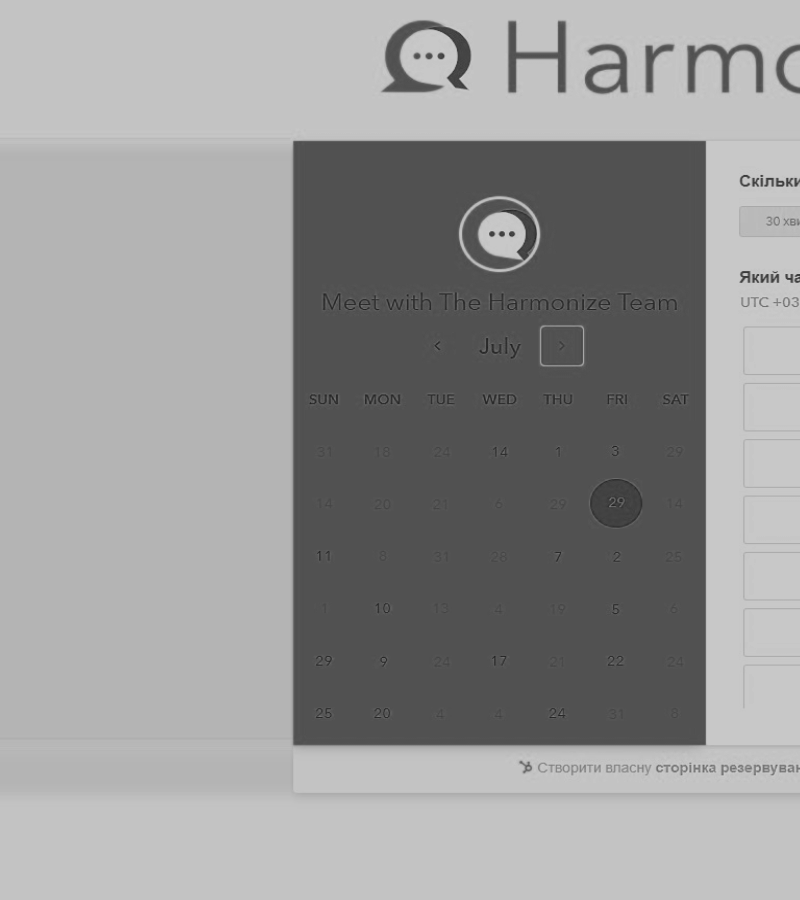 Harmo
Meet with The Harmonize Team
July
SUN MON TUE WED THU FRI SAT
31 18 24 14 1 3 29
14 20 21 6 29 29 14
11 8 31 28 7 2 25
1 10 13 4 19 5 6
29 9 24 17 21 22 24
25 20 4 4 24 31 8
Скільки
30 хви
Який ча
UTC +03
Створити власну сторінка резервуван